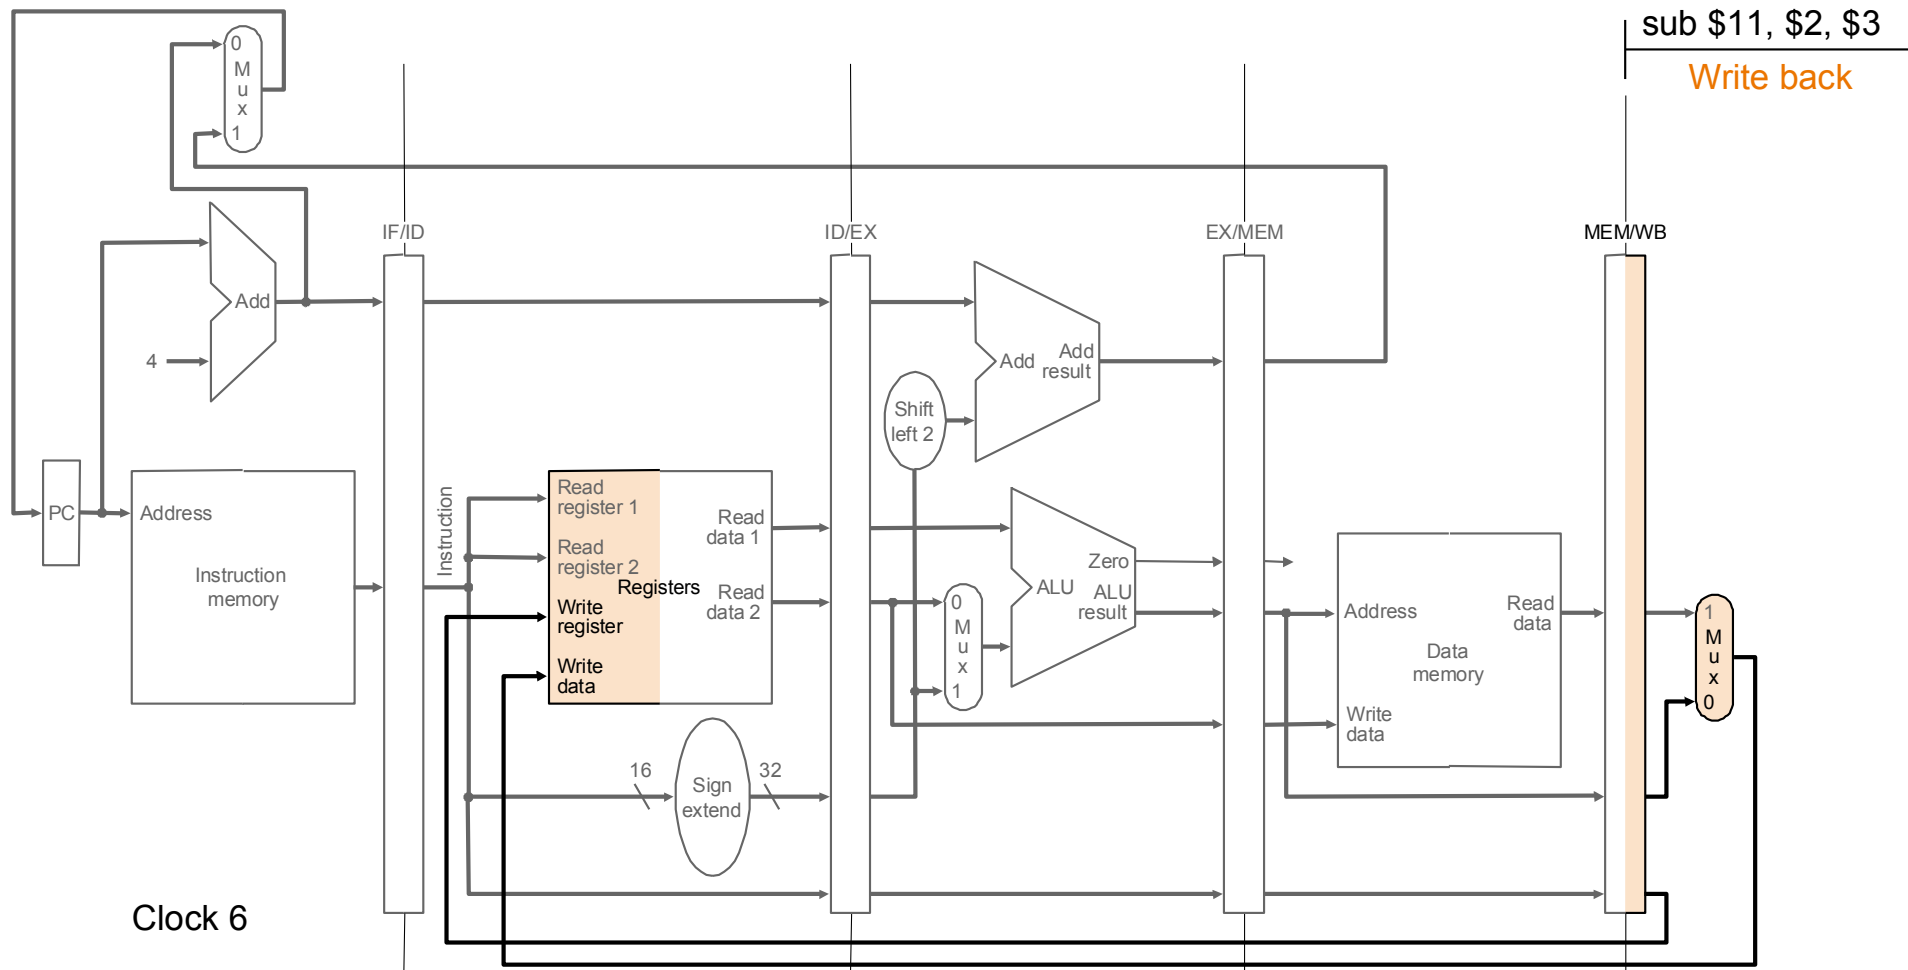 sub $11, $2, $3
Write back
0
M
u
x
1
IF/ID
ID/EX
EX/MEM
MEM/WB
Add
4
Add
Add
result
Shift
left 2
PC
Address
Instruction
memory
Instruction
Read
register 1
Read
register 2
Registers
Write
register
Write
data
Read
data 1
Read
data 2
0
M
u
x
1
Zero
ALU
ALU
result
Address
Read
data
Data
memory
Write
data
1
M
u
x
0
16
Sign
extend
32
Clock 6